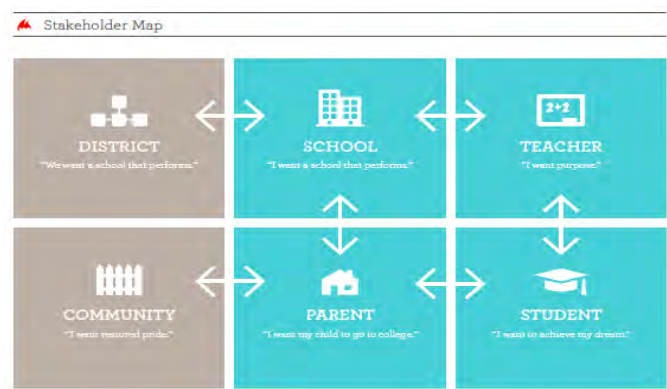 Stakeholder Map
2+2
DISTRICT
"We want a school that performs."
SCHOOL
"I want a school that performs."
TEACHER
"I want purpose."
COMMUNITY
"I want restored pride."
PARENT
"I want my child to go to college."
STUDENT
"I want to achieve my dream."